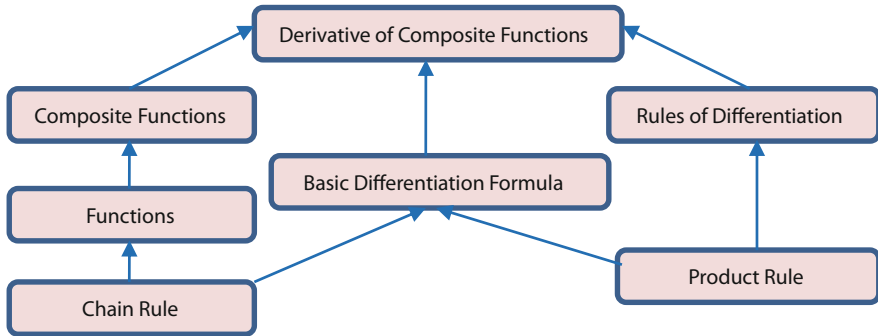 Derivative of Composite Functions
Composite Functions
Rules of Differentiation
Basic Differentiation Formula
Functions
Product Rule
Chain Rule